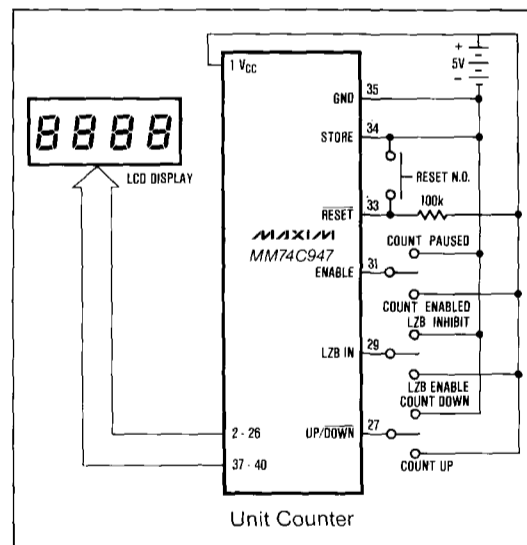 1 VCC
+
5V
–
GND
35
STORE
34
RESET N.O.
100k
RESET
33
MAXIM
MM74C947
COUNT PAUSED
ENABLE
31
COUNT ENABLED
LZB INHIBIT
LZB IN
29
LZB ENABLE
COUNT DOWN
UP/DOWN
27
COUNT UP
8888
LCD DISPLAY
2 - 26
37 - 40
Unit Counter